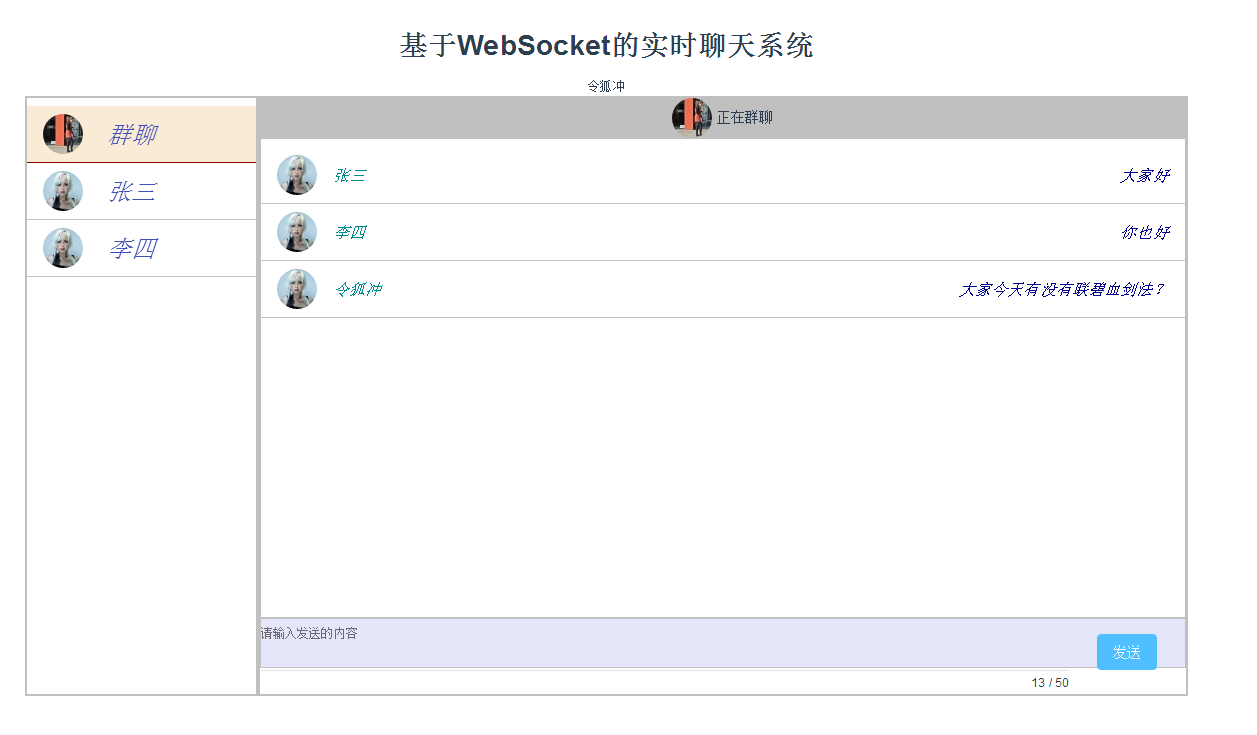 基于WebSocket的实时聊天系统
令狐冲
群聊
张三
李四
正在群聊
张三 大家好
李四 你也好
令狐冲 大家今天有没有联碧血剑法？
请输入发送的内容
发送
13 / 50